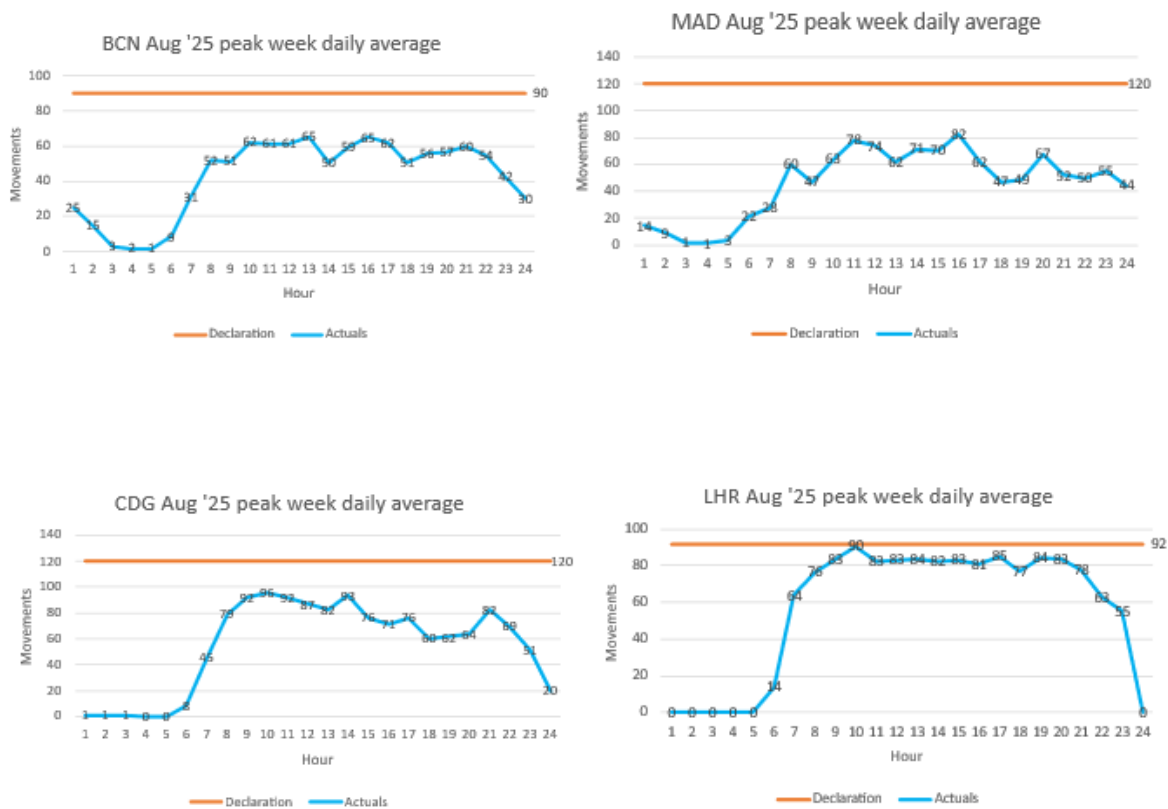 BCN Aug '25 peak week daily average
100
80
60
40
20
0
Movements
90
25 15 3 2 2 9 31 52 51 62 61 61 65 50 59 65 62 51 56 57 60 54 42 30
1 2 3 4 5 6 7 8 9 10 11 12 13 14 15 16 17 18 19 20 21 22 23 24
Hour
Declaration Actuals
MAD Aug '25 peak week daily average
140
120
100
80
60
40
20
0
Movements
120
14 9 1 1 3 22 28 60 47 63 78 74 62 71 70 82 62 47 49 67 52 50 55 44
1 2 3 4 5 6 7 8 9 10 11 12 13 14 15 16 17 18 19 20 21 22 23 24
Hour
Declaration Actuals
CDG Aug '25 peak week daily average
140
120
100
80
60
40
20
0
Movements
120
1 1 1 0 0 8 45 79 92 96 92 87 82 93 76 71 76 60 62 64 82 69 51 20
1 2 3 4 5 6 7 8 9 10 11 12 13 14 15 16 17 18 19 20 21 22 23 24
Hour
Declaration Actuals
LHR Aug '25 peak week daily average
100
80
60
40
20
0
Movements
92
0 0 0 0 0 14 64 76 83 90 83 83 84 82 83 81 85 77 84 83 78 63 55 0
1 2 3 4 5 6 7 8 9 10 11 12 13 14 15 16 17 18 19 20 21 22 23 24
Hour
Declaration Actuals